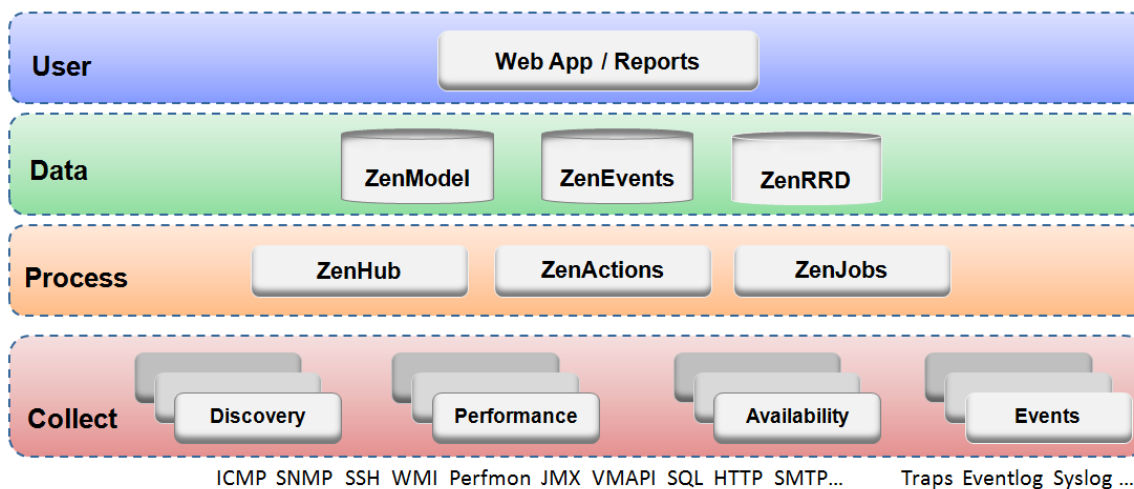 User
Web App / Reports
Data
ZenModel
ZenEvents
ZenRRD
Process
ZenHub
ZenActions
ZenJobs
Collect
Discovery
Performance
Availability
Events
ICMP SNMP SSH WMI Perfmon JMX VMAPI SQL HTTP SMTP... Traps Eventlog Syslog ...